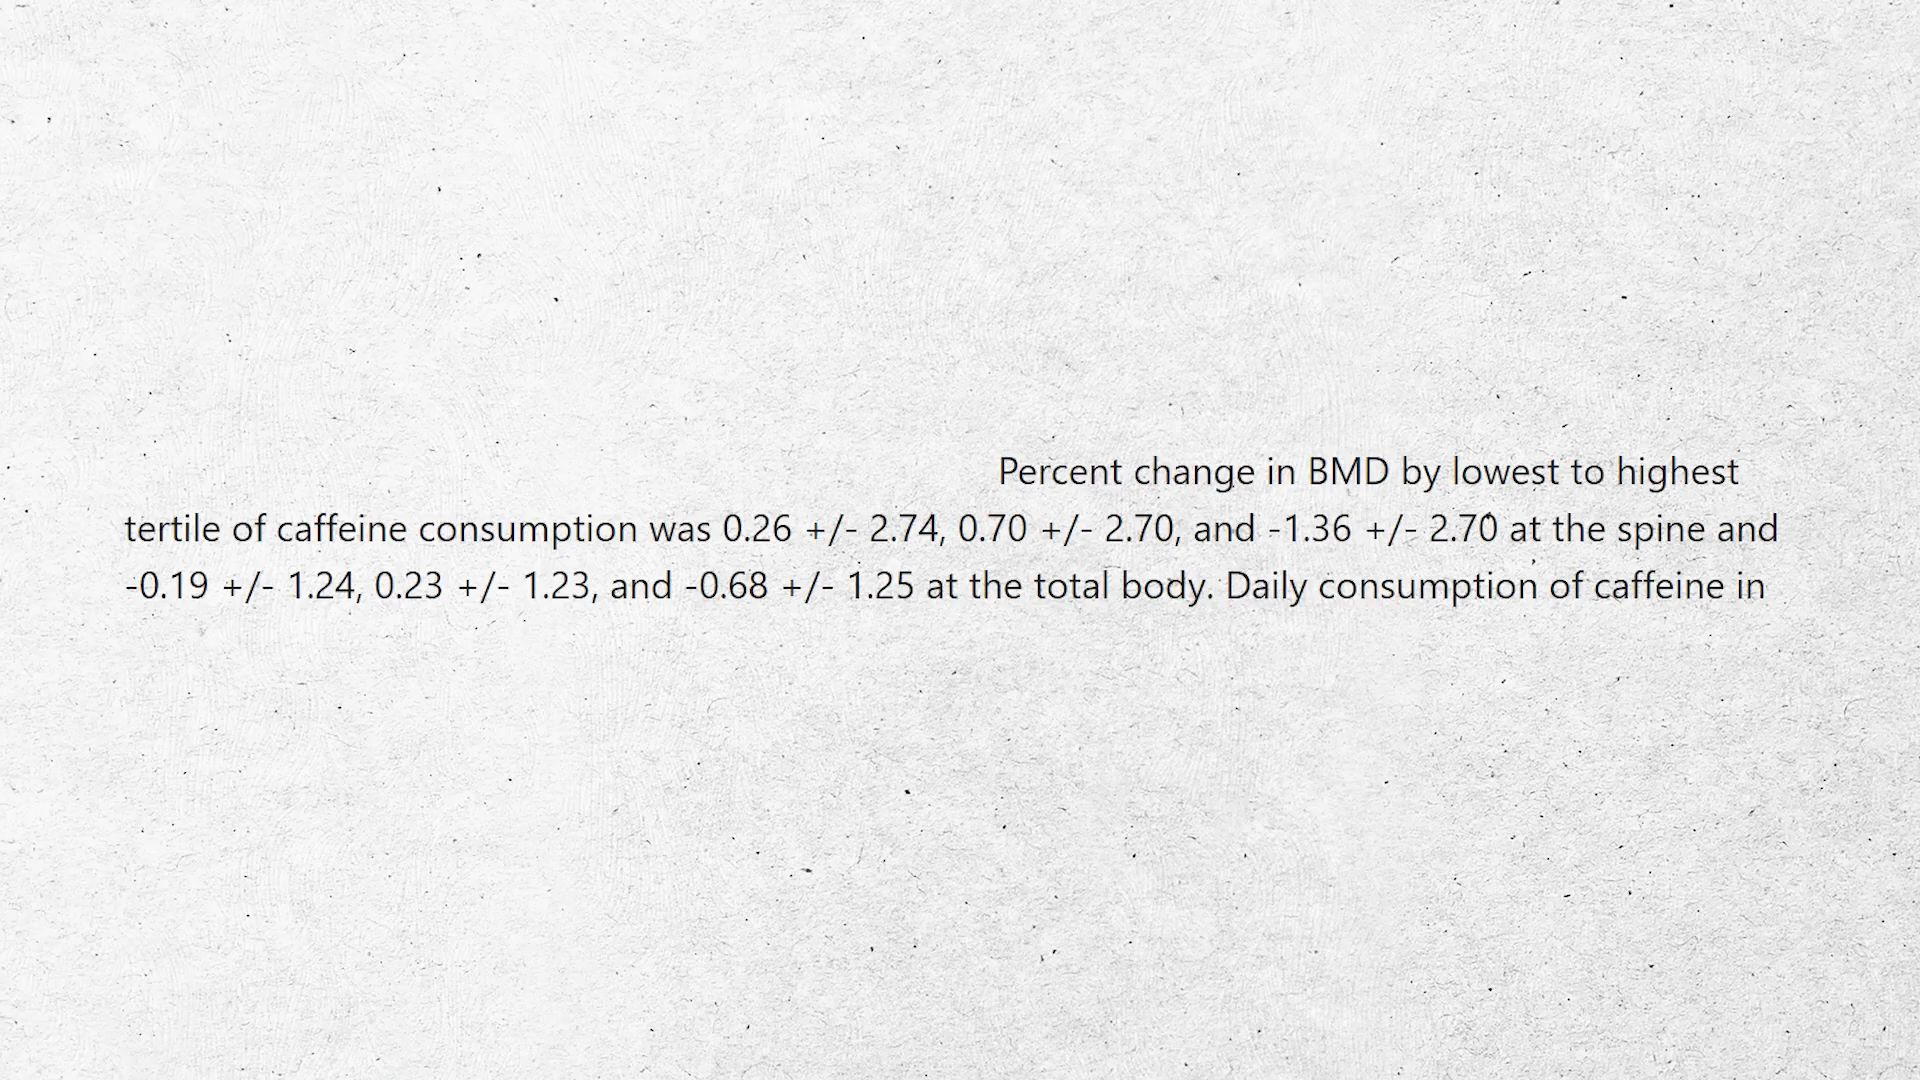 Percent change in BMD by lowest to highest
tertile of caffeine consumption was 0.26 +/- 2.74, 0.70 +/- 2.70, and -1.36 +/- 2.70 at the spine and
-0.19 +/- 1.24, 0.23 +/- 1.23, and -0.68 +/- 1.25 at the total body. Daily consumption of caffeine in